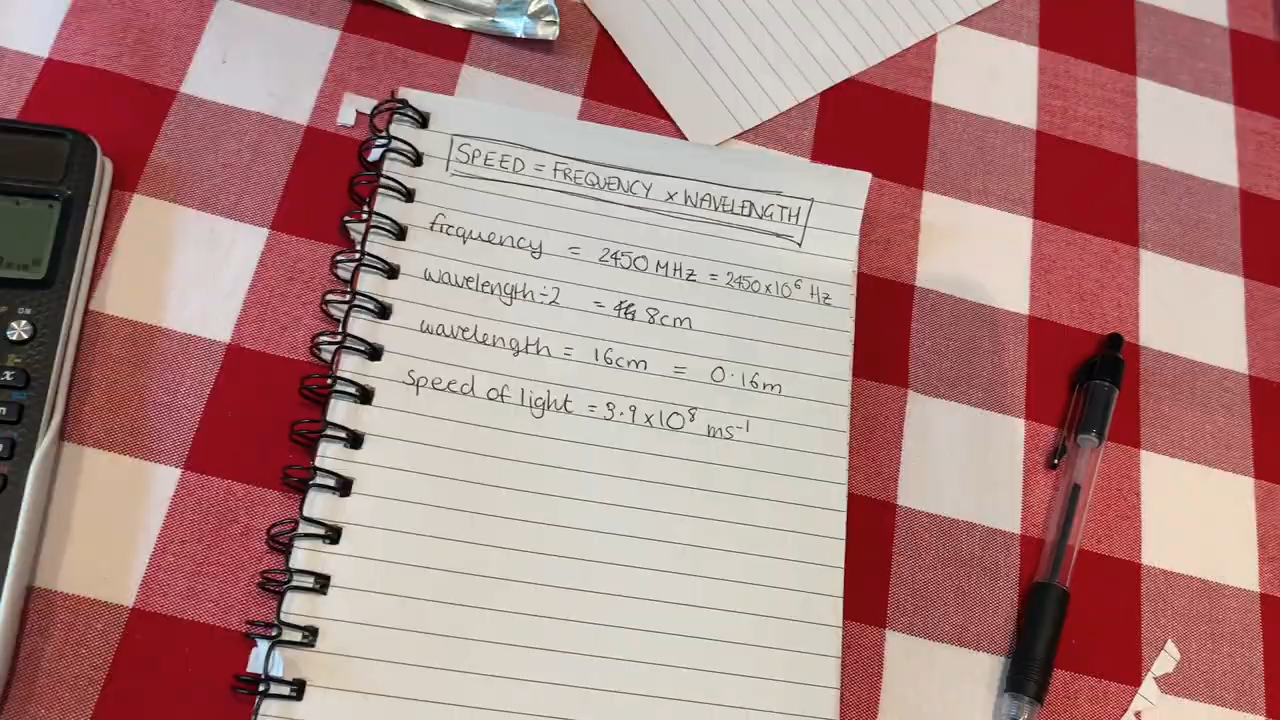 SPEED = FREQUENCY x WAVELENGTH
frequency = 2450 MHz = 2450x10⁶ Hz
wavelength÷2 = 8cm
wavelength = 16cm = 0.16m
speed of light = 3.9x10⁸ ms⁻¹